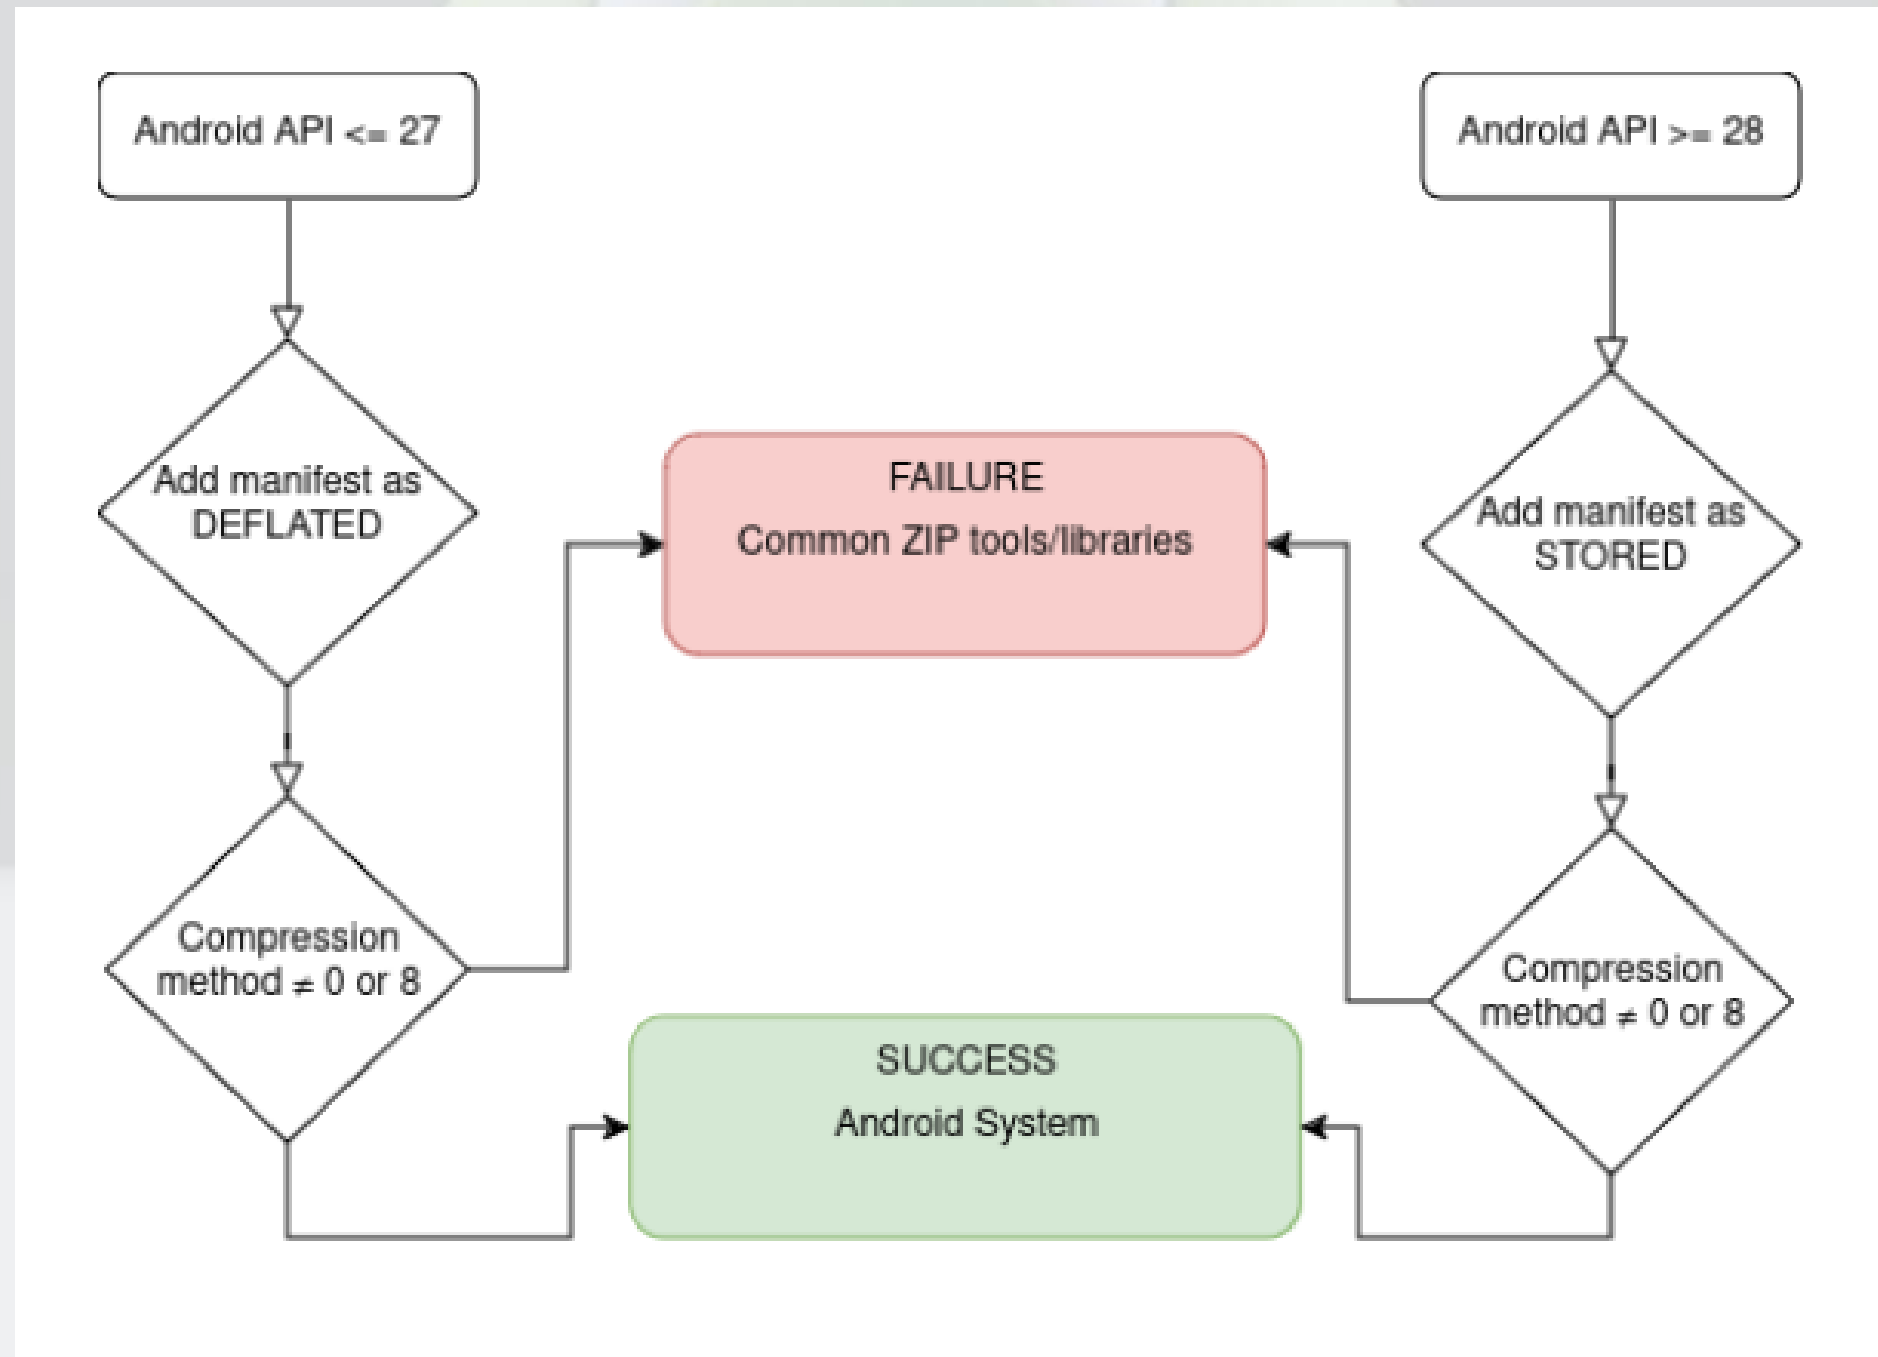 Android API <= 27
Android API >= 28
Add manifest as
DEFLATED
FAILURE
Common ZIP tools/libraries
Add manifest as
STORED
Compression
method ≠ 0 or 8
Compression
method ≠ 0 or 8
SUCCESS
Android System